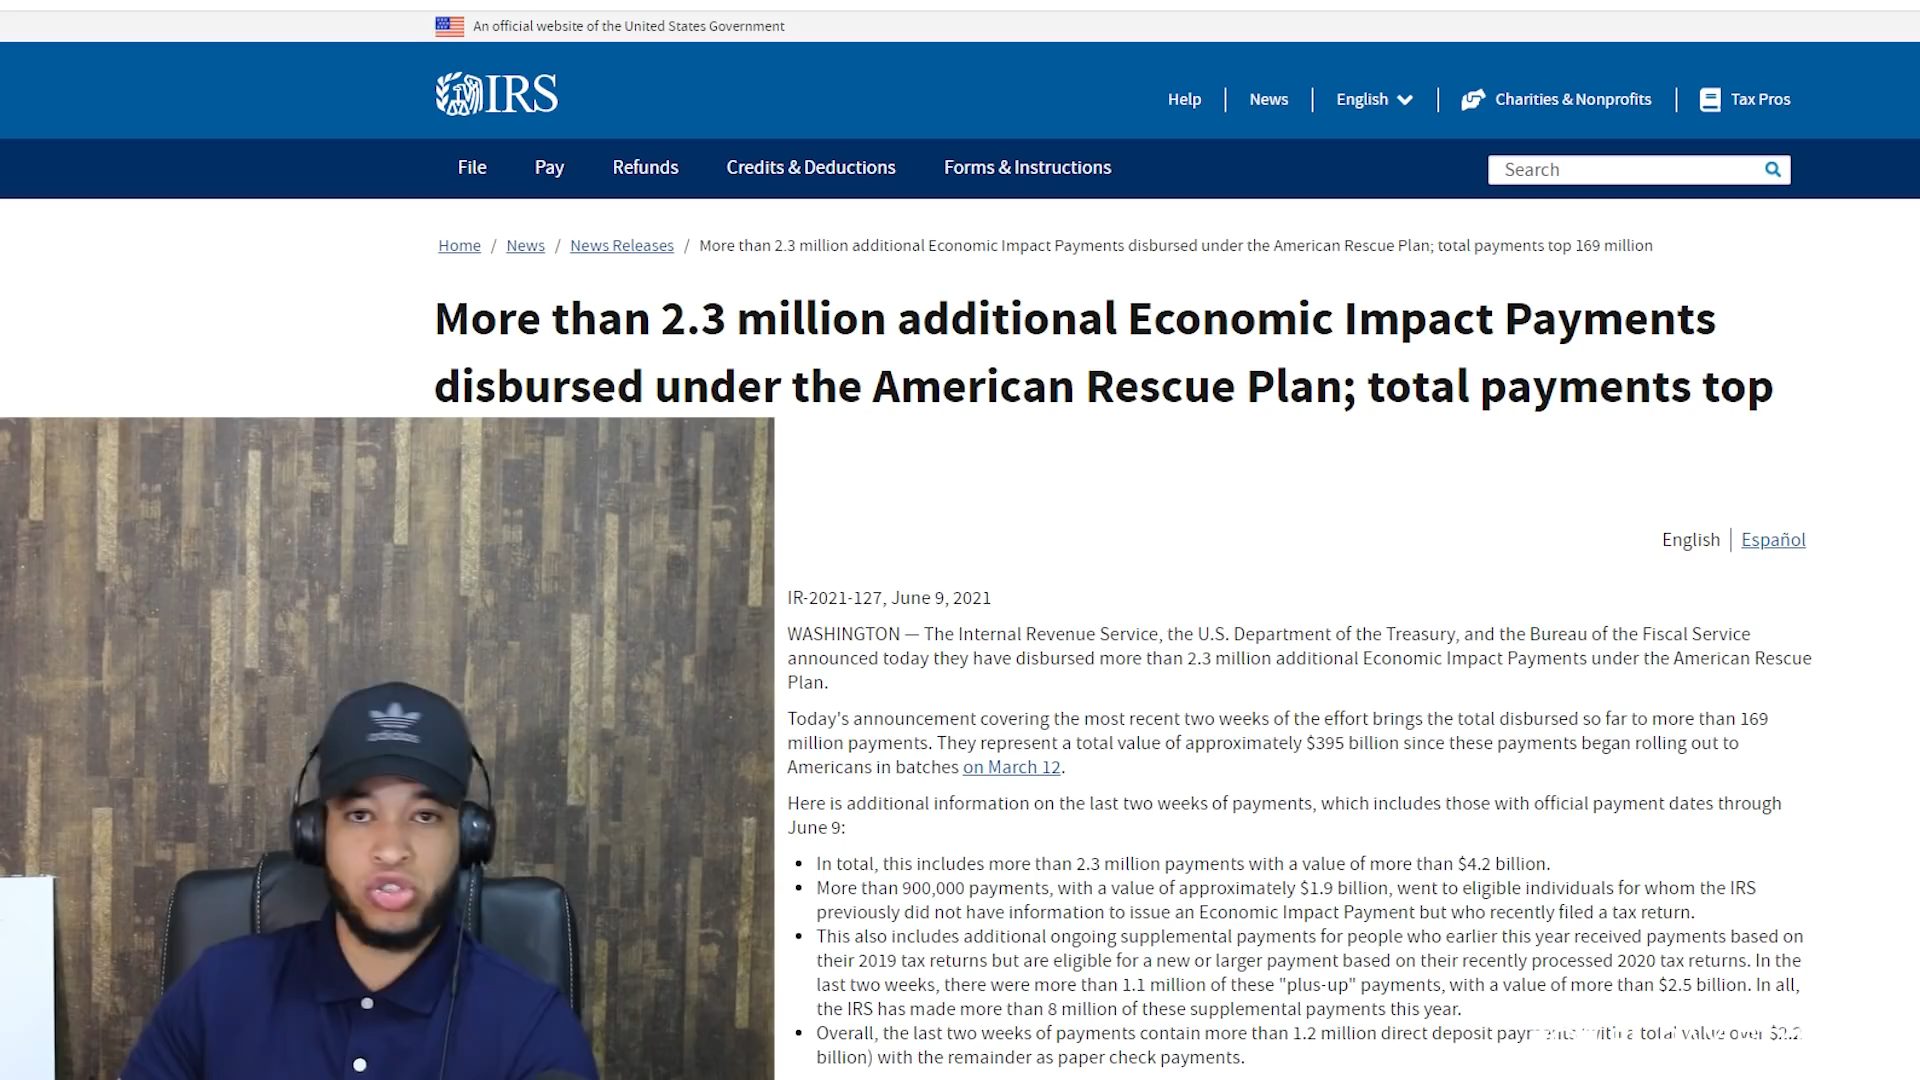 An official website of the United States Government
IRS
Help
News
English
Charities & Nonprofits
Tax Pros
File
Pay
Refunds
Credits & Deductions
Forms & Instructions
Search
Home / News / News Releases / More than 2.3 million additional Economic Impact Payments disbursed under the American Rescue Plan; total payments top 169 million
More than 2.3 million additional Economic Impact Payments
disbursed under the American Rescue Plan; total payments top
English | Español
IR-2021-127, June 9, 2021
WASHINGTON — The Internal Revenue Service, the U.S. Department of the Treasury, and the Bureau of the Fiscal Service
announced today they have disbursed more than 2.3 million additional Economic Impact Payments under the American Rescue
Plan.
Today's announcement covering the most recent two weeks of the effort brings the total disbursed so far to more than 169
million payments. They represent a total value of approximately $395 billion since these payments began rolling out to
Americans in batches on March 12.
Here is additional information on the last two weeks of payments, which includes those with official payment dates through
June 9:
• In total, this includes more than 2.3 million payments with a value of more than $4.2 billion.
• More than 900,000 payments, with a value of approximately $1.9 billion, went to eligible individuals for whom the IRS
previously did not have information to issue an Economic Impact Payment but who recently filed a tax return.
• This also includes additional ongoing supplemental payments for people who earlier this year received payments based on
their 2019 tax returns but are eligible for a new or larger payment based on their recently processed 2020 tax returns. In the
last two weeks, there were more than 1.1 million of these "plus-up" payments, with a value of more than $2.5 billion. In all,
the IRS has made more than 8 million of these supplemental payments this year.
• Overall, the last two weeks of payments contain more than 1.2 million direct deposit payments with a total value over
billion) with the remainder as paper check payments.
adidas